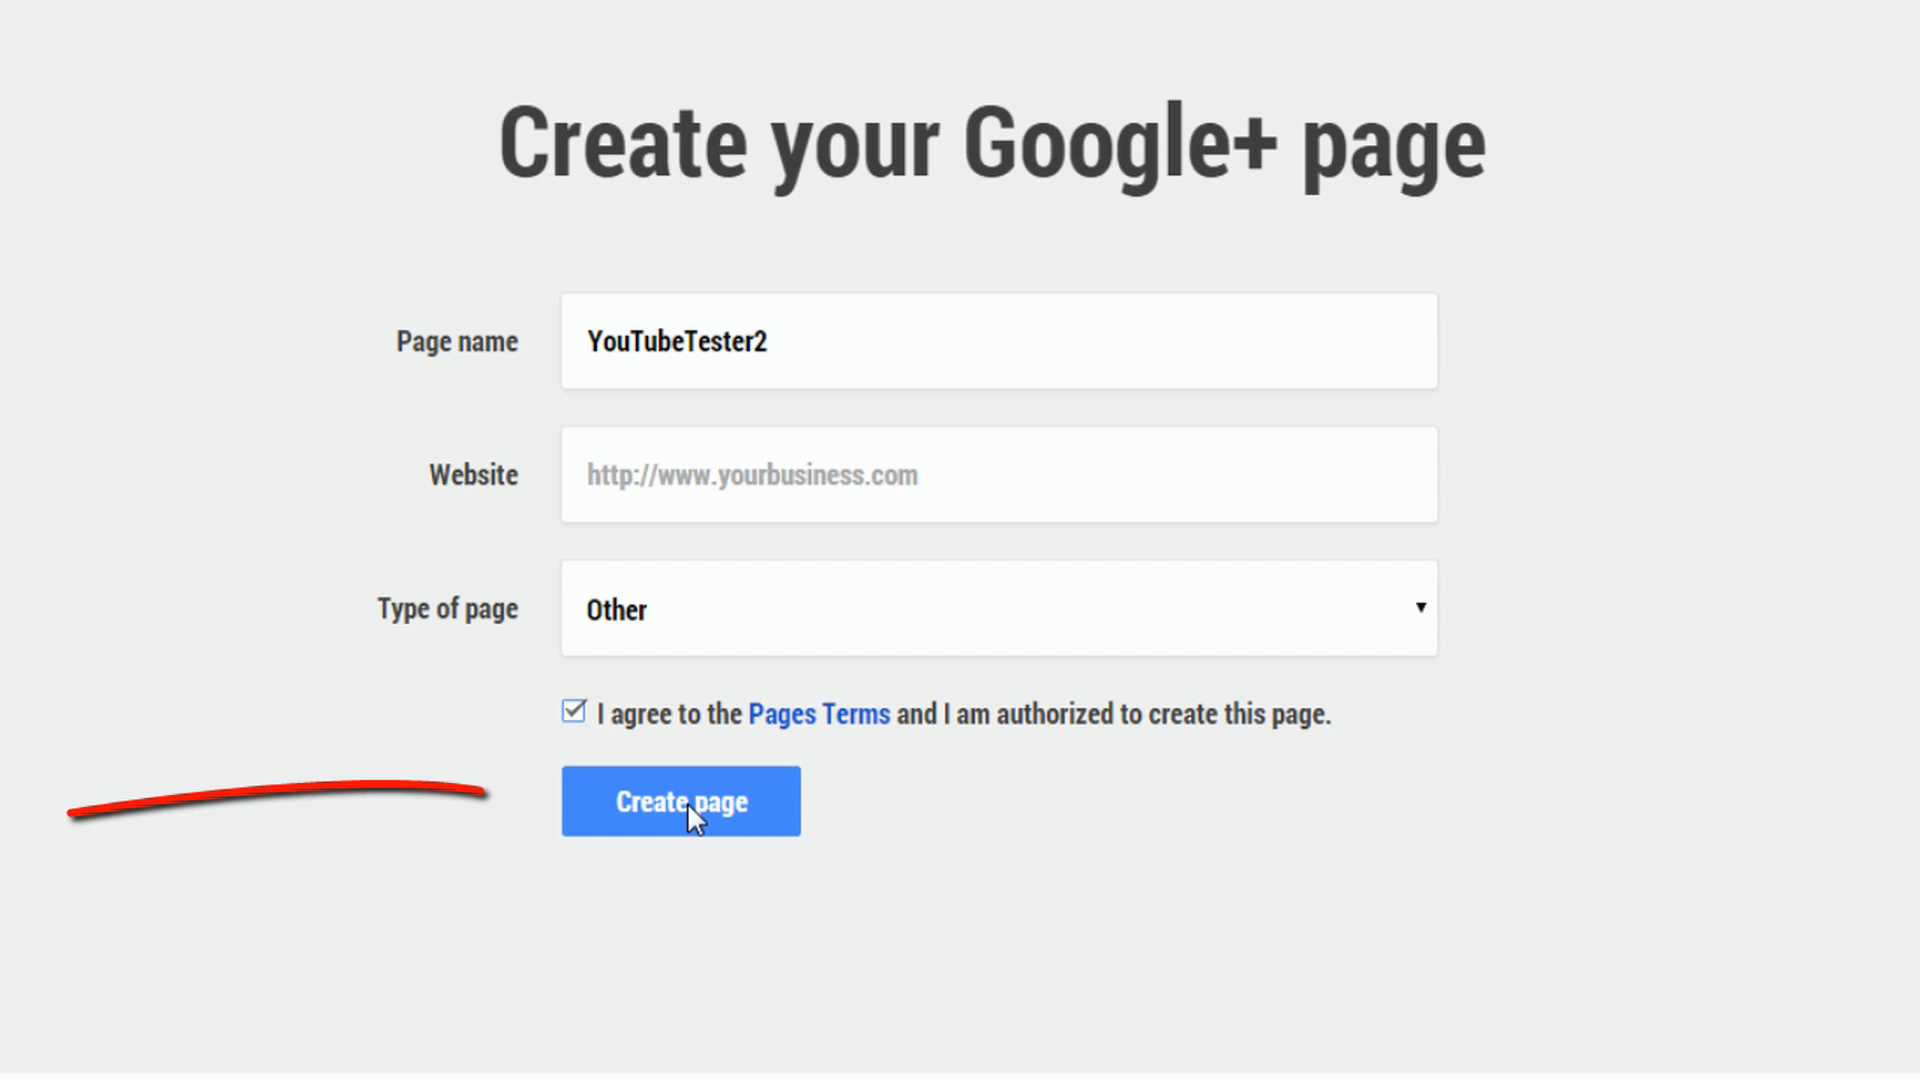 Create your Google+ page
Page name
YouTubeTester2
Website
http://www.yourbusiness.com
Type of page
Other
I agree to the Pages Terms and I am authorized to create this page.
Create page